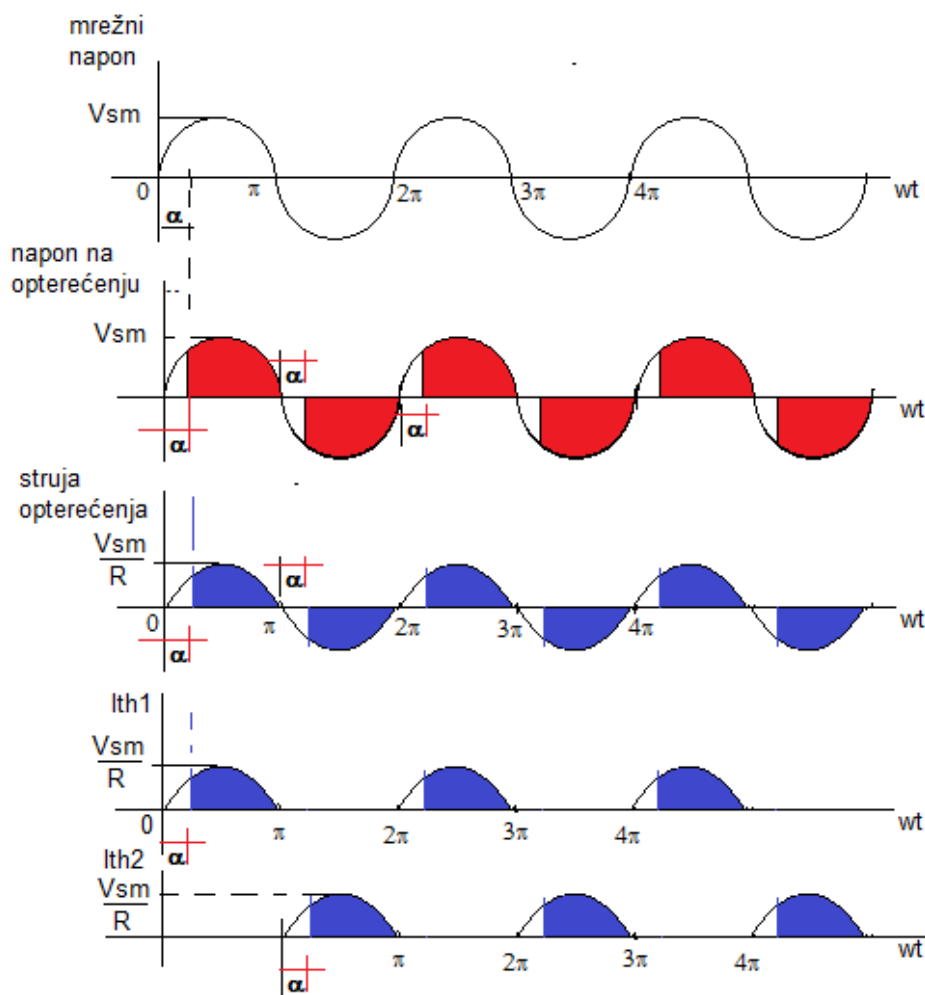 mrežni
napon
Vsm
0 π 2π 3π 4π wt
α
napon na
opterećenju
Vsm
α
wt
α α
struja
opterećenja
Vsm
R
α
0 π 2π 3π 4π wt
α
Ith1
Vsm
R
0 π 2π 3π 4π wt
α
Ith2
Vsm
R
π 2π 3π 4π wt
α